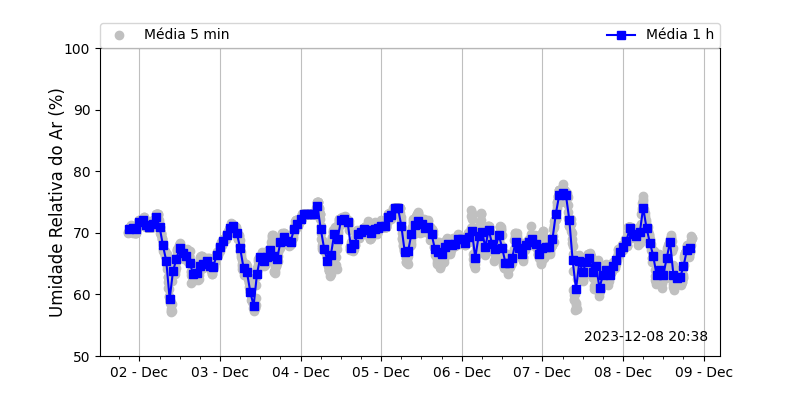 Média 5 min
Média 1 h
100
90
80
70
60
50
Umidade Relativa do Ar (%)
2023-12-08 20:38
02 - Dec
03 - Dec
04 - Dec
05 - Dec
06 - Dec
07 - Dec
08 - Dec
09 - Dec